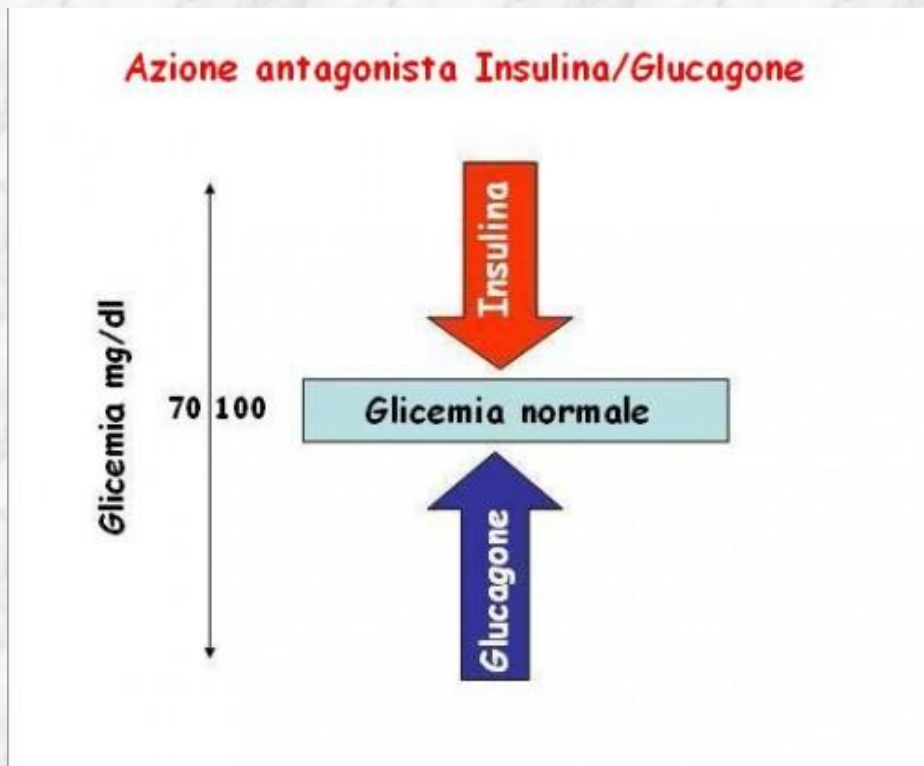 Azione antagonista Insulina/Glucagone
Insulina
Glicemia mg/dl
70 100
Glicemia normale
Glucagone